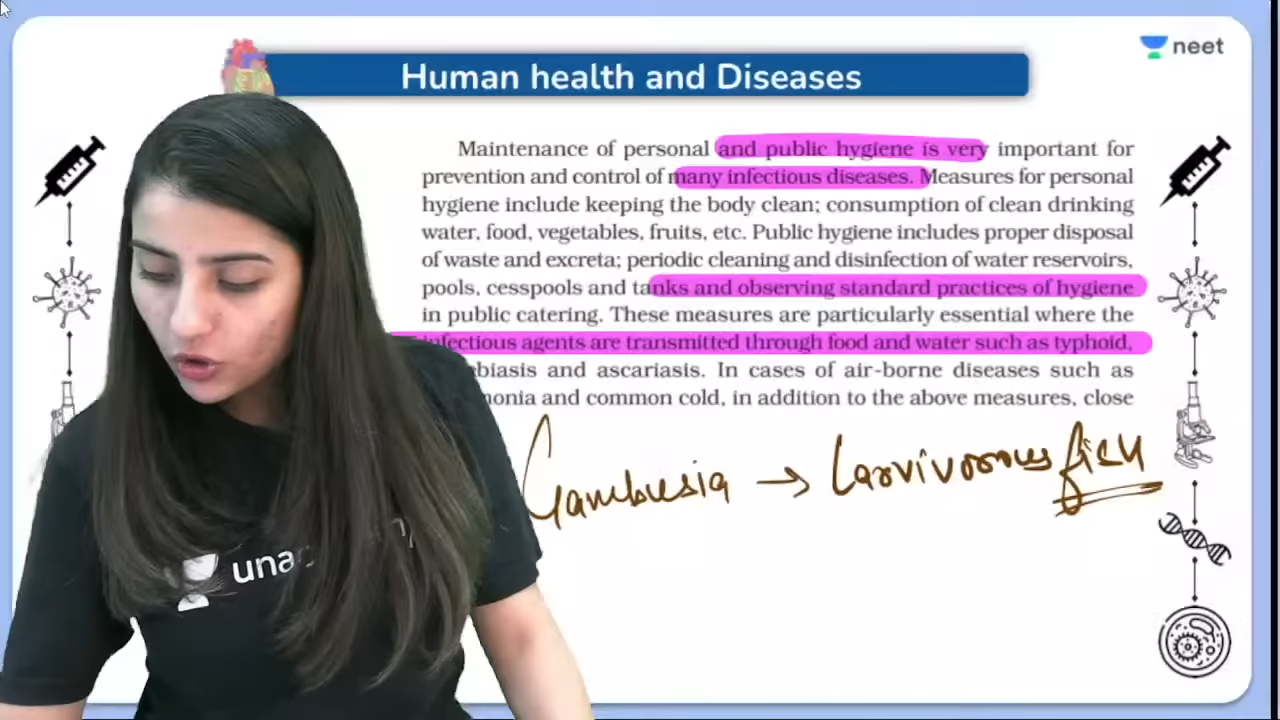 neet
Human health and Diseases
Maintenance of personal and public hygiene is very important for
prevention and control of many infectious diseases. Measures for personal
hygiene include keeping the body clean; consumption of clean drinking
water, food, vegetables, fruits, etc. Public hygiene includes proper disposal
of waste and excreta; periodic cleaning and disinfection of water reservoirs,
pools, cesspools and tanks and observing standard practices of hygiene
in public catering. These measures are particularly essential where the
infectious agents are transmitted through food and water such as typhoid,
and ascariasis. In cases of air-borne diseases such as
and common cold, in addition to the above measures, close
Gambusia → Larvivorous fish
una